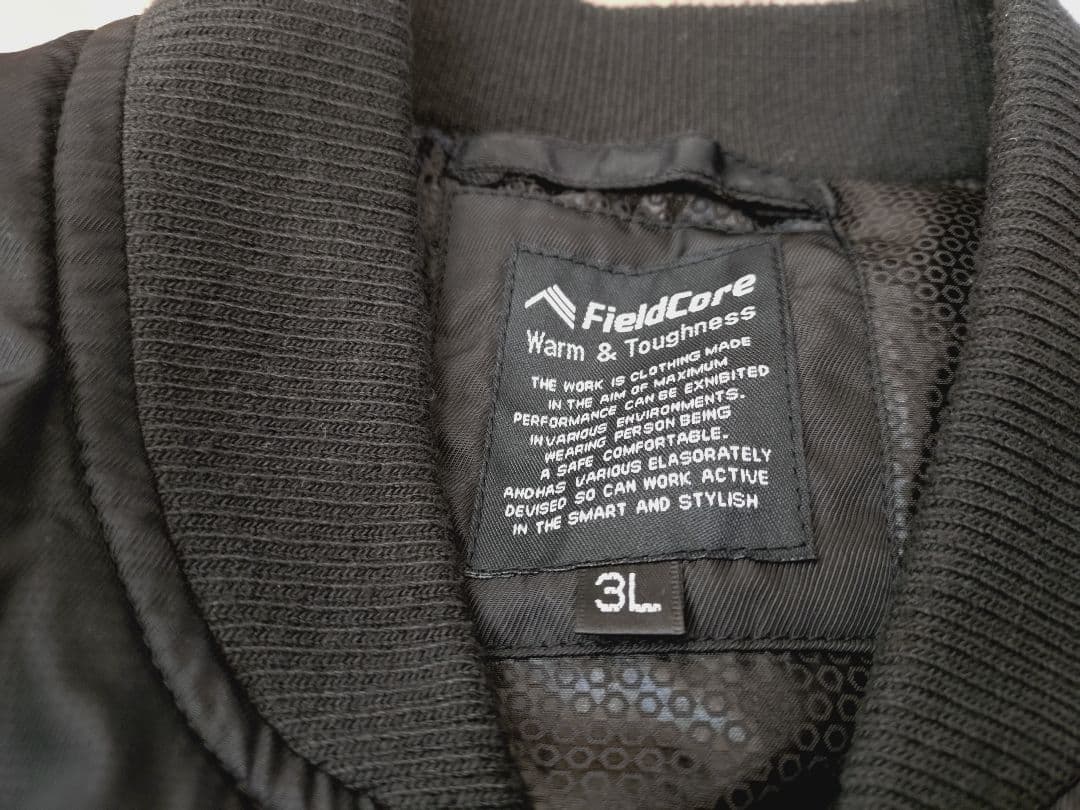 FieldCore
Warm & Toughness
THE WORK IS CLOTHING MADE
IN THE AIM OF MAXIMUM
PERFORMANCE CAN BE EXHIBITED
IN VARIOUS ENVIRONMENTS.
WEARING PERSON BEING
A SAFE COMFORTABLE.
ANDHAS VARIOUS ELASORATELY
DEVISED SO CAN WORK ACTIVE
IN THE SMART AND STYLISH
3L